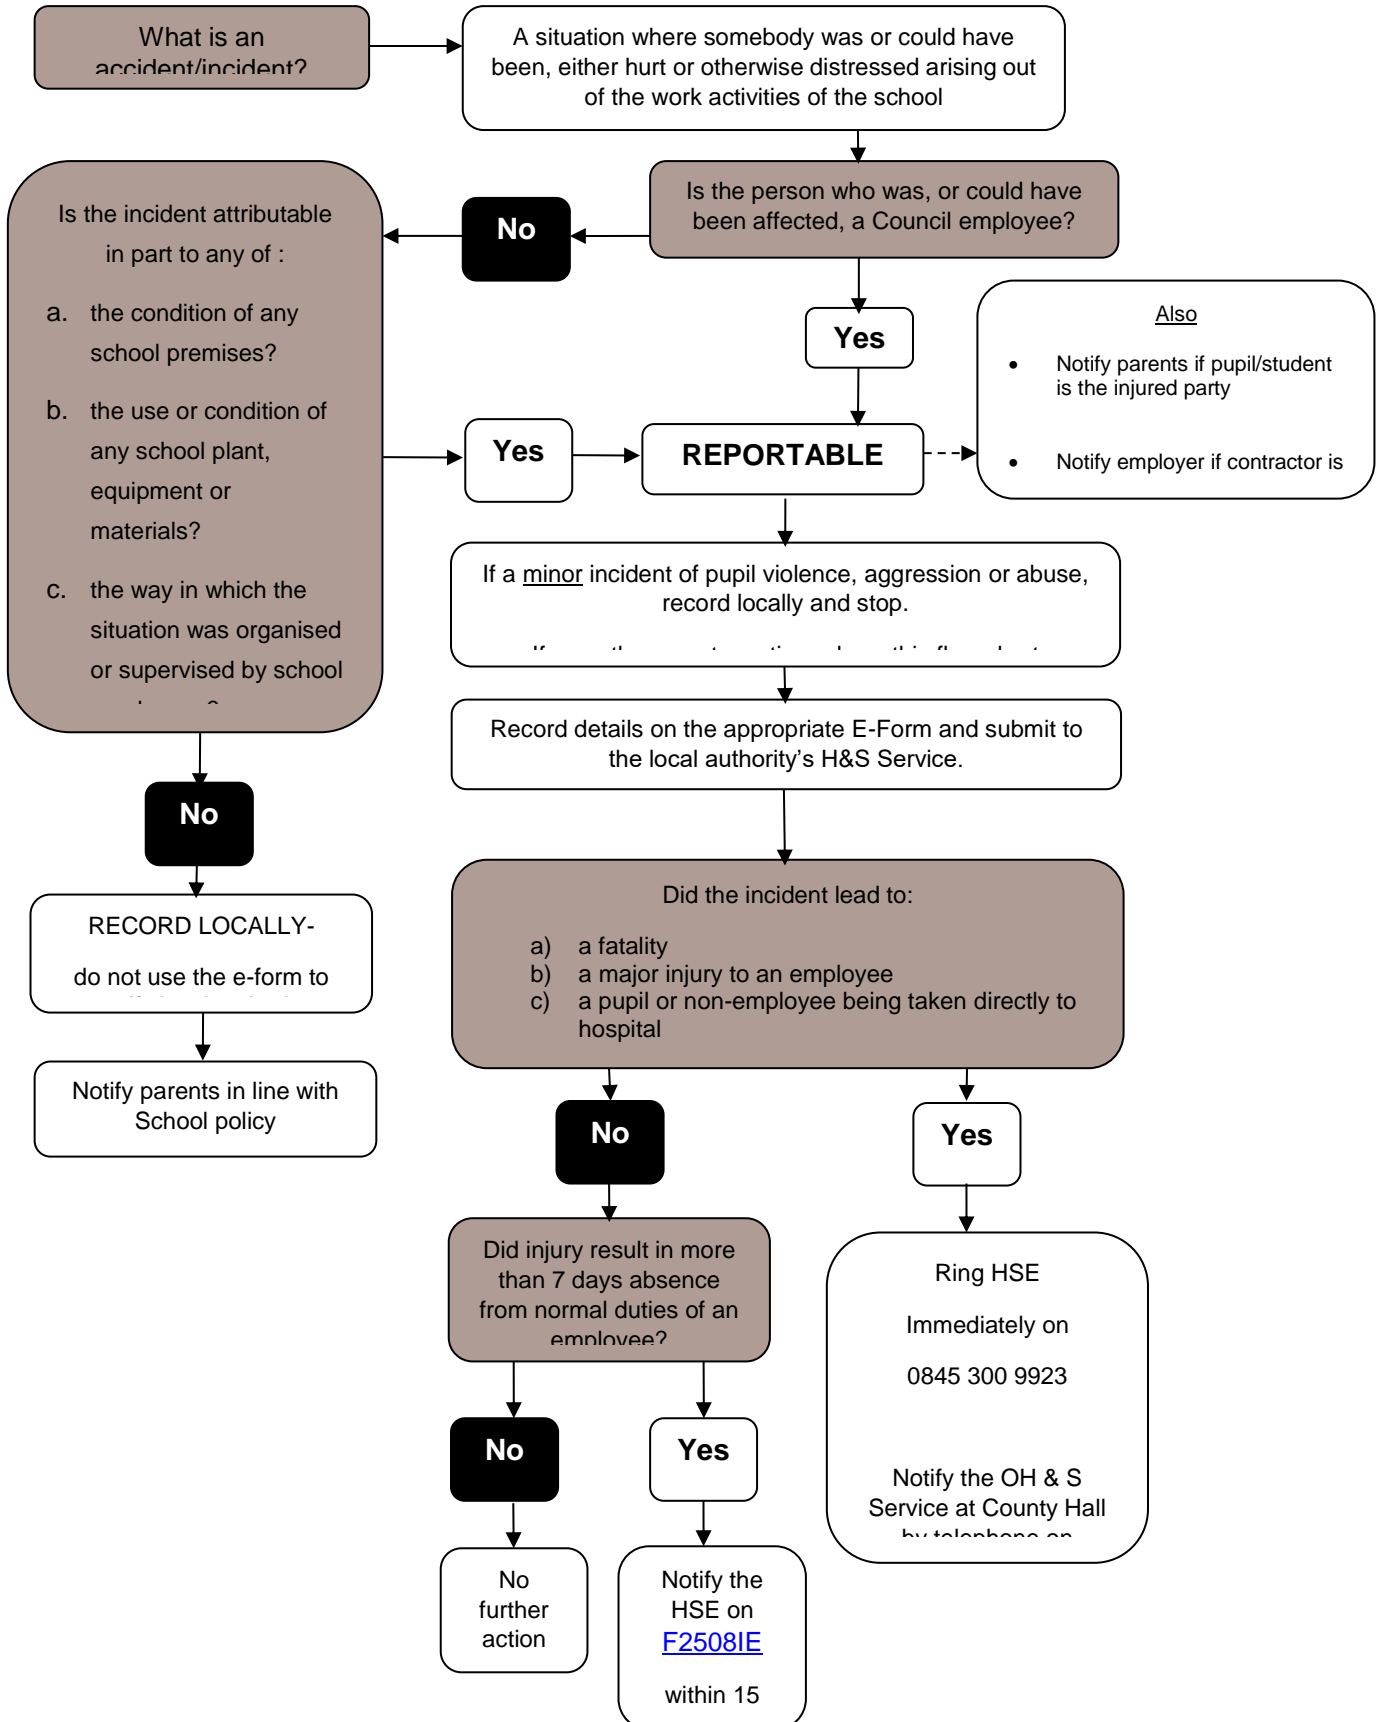 What is an
accident/incident?
A situation where somebody was or could have
been, either hurt or otherwise distressed arising out
of the work activities of the school
Is the person who was, or could have
been affected, a Council employee?
No
Is the incident attributable
in part to any of :
a. the condition of any
school premises?
b. the use or condition of
any school plant,
equipment or
materials?
c. the way in which the
situation was organised
or supervised by school
Yes
Also
• Notify parents if pupil/student
is the injured party
• Notify employer if contractor is
Yes
REPORTABLE
If a minor incident of pupil violence, aggression or abuse,
record locally and stop.
Record details on the appropriate E-Form and submit to
the local authority’s H&S Service.
No
RECORD LOCALLY-
do not use the e-form to
Notify parents in line with
School policy
Did the incident lead to:
a) a fatality
b) a major injury to an employee
c) a pupil or non-employee being taken directly to
hospital
No
Yes
Did injury result in more
than 7 days absence
from normal duties of an
employee?
Ring HSE
Immediately on
0845 300 9923
Notify the OH & S
Service at County Hall
by telephone on
No
Yes
No
further
action
Notify the
HSE on
F2508IE
within 15